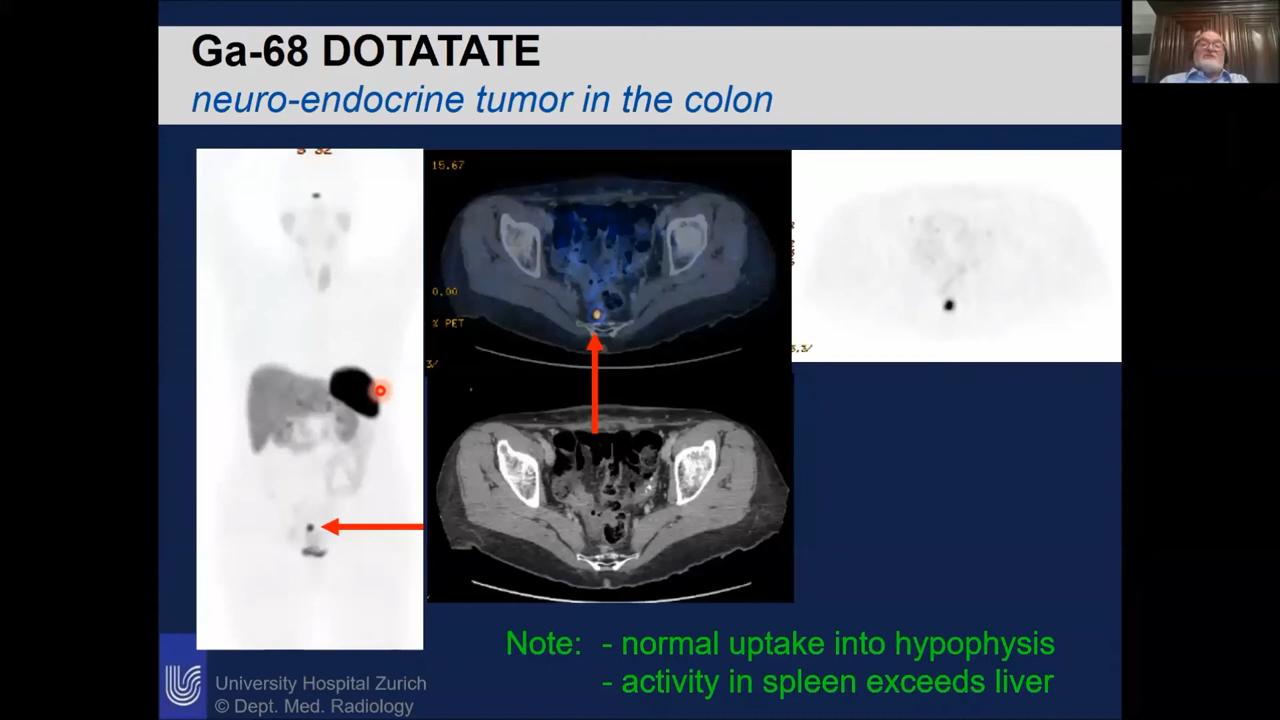 Ga-68 DOTATATE
neuro-endocrine tumor in the colon
15.67
0.00
% PET
3/
Note: - normal uptake into hypophysis
- activity in spleen exceeds liver
University Hospital Zurich
© Dept. Med. Radiology